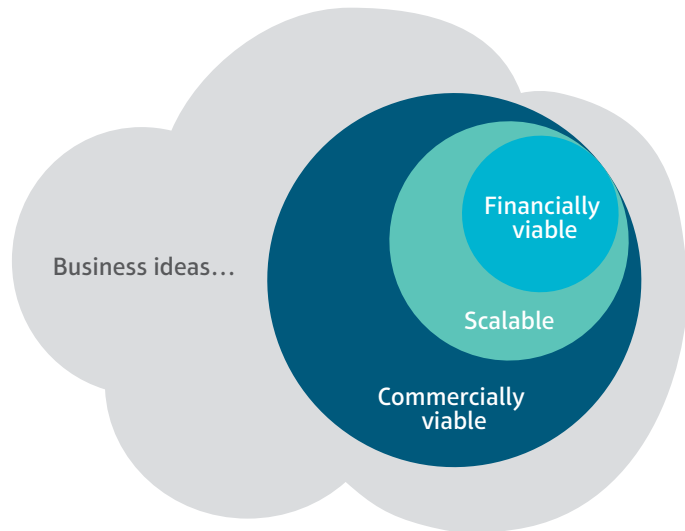 Financially
viable
Business ideas…
Scalable
Commercially
viable